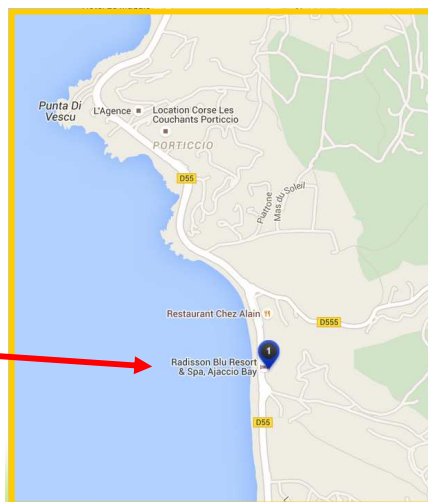 Punta Di
Vescu
L'Agence
Location Corse Les
Couchants Porticcio
PORTICCIO
D55
Piatrone
Mas du Soleil
Restaurant Chez Alain
D555
1
Radisson Blu Resort
& Spa, Ajaccio Bay
D55